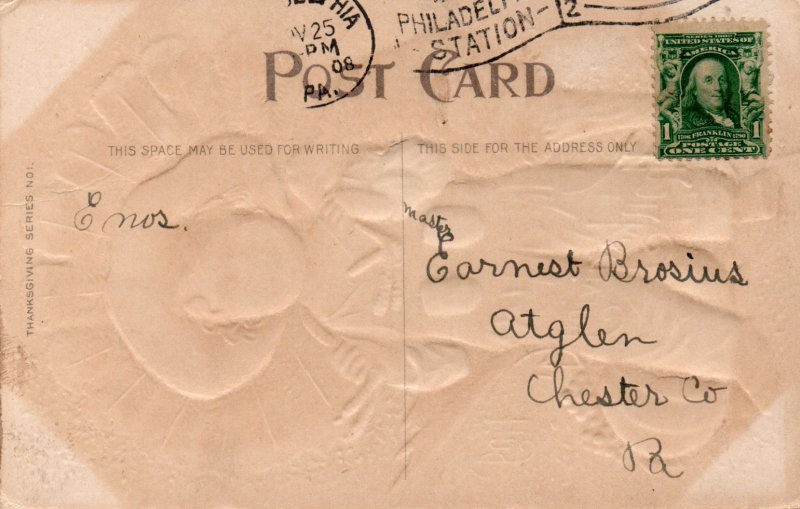 PHIA
V 25
PM
08
PA.
PHILADELP
STATION - 2
POST CARD
SERIES 1902
UNITED STATES OF
AMERICA
1706 FRANKLIN 1790
1 1
POSTAGE
ONE CENT
THIS SPACE MAY BE USED FOR WRITING
THIS SIDE FOR THE ADDRESS ONLY
THANKSGIVING SERIES NO 1.
Enos.
master
Earnest Brosius
Atglen
Chester Co
Pa